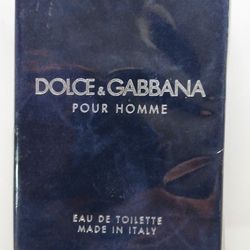 DOLCE & GABBANA
POUR HOMME
EAU DE TOILETTE
MADE IN ITALY